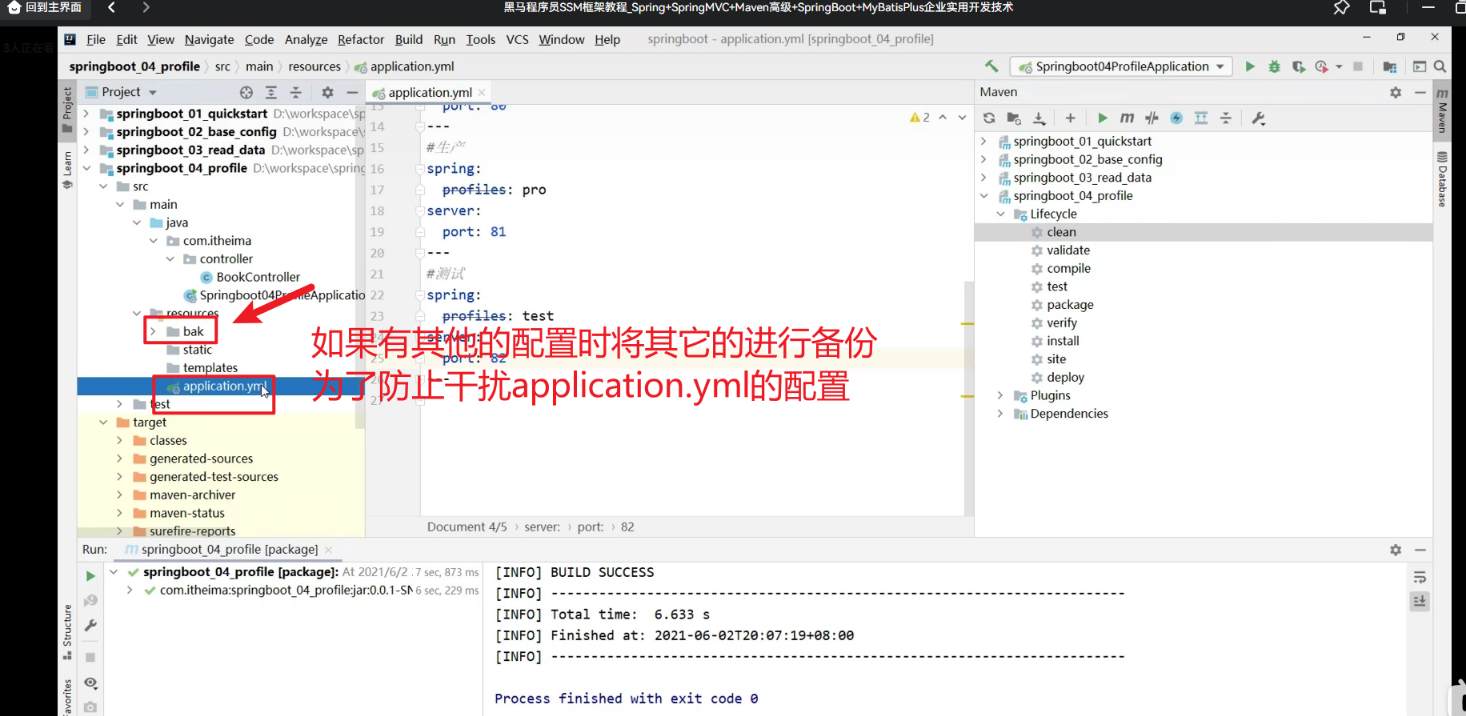 回到主界面
黑马程序员SSM框架教程_Spring+SpringMVC+Maven高级+SpringBoot+MyBatisPlus企业实用开发技术
File Edit View Navigate Code Analyze Refactor Build Run Tools VCS Window Help springboot - application.yml [springboot_04_profile]
springboot_04_profile src main resources application.yml
Springboot04ProfileApplication
Project
application.yml
Maven
Project
Learn
Structure
Favorites
Maven
Database
springboot_01_quickstart D:\workspace\sp
springboot_02_base_config D:\workspace\s
springboot_03_read_data D:\workspace\sp
springboot_04_profile D:\workspace\spring
src
main
java
com.itheima
controller
BookController
Springboot04ProfileApplicatio
resources
bak
static
templates
application.yml
test
target
classes
generated-sources
generated-test-sources
maven-archiver
maven-status
surefire-reports
13 port: 80
14 ---
15 #生产
16 spring:
17 profiles: pro
18 server:
19 port: 81
20 ---
21 #测试
22 spring:
23 profiles: test
server:
25 port: 82
2
如果有其他的配置时将其它的进行备份
为了防止干扰application.yml的配置
Document 4/5 server: port: 82
springboot_01_quickstart
springboot_02_base_config
springboot_03_read_data
springboot_04_profile
Lifecycle
clean
validate
compile
test
package
verify
install
site
deploy
Plugins
Dependencies
Run: springboot_04_profile [package]
springboot_04_profile [package]: At 2021/6/2 . 7 sec, 873 ms
com.itheima:springboot_04_profile:jar:0.0.1-SN 6 sec, 229 ms
[INFO] BUILD SUCCESS
[INFO] ------------------------------------------------------------------------
[INFO] Total time:  6.633 s
[INFO] Finished at: 2021-06-02T20:07:19+08:00
[INFO] ------------------------------------------------------------------------
Process finished with exit code 0